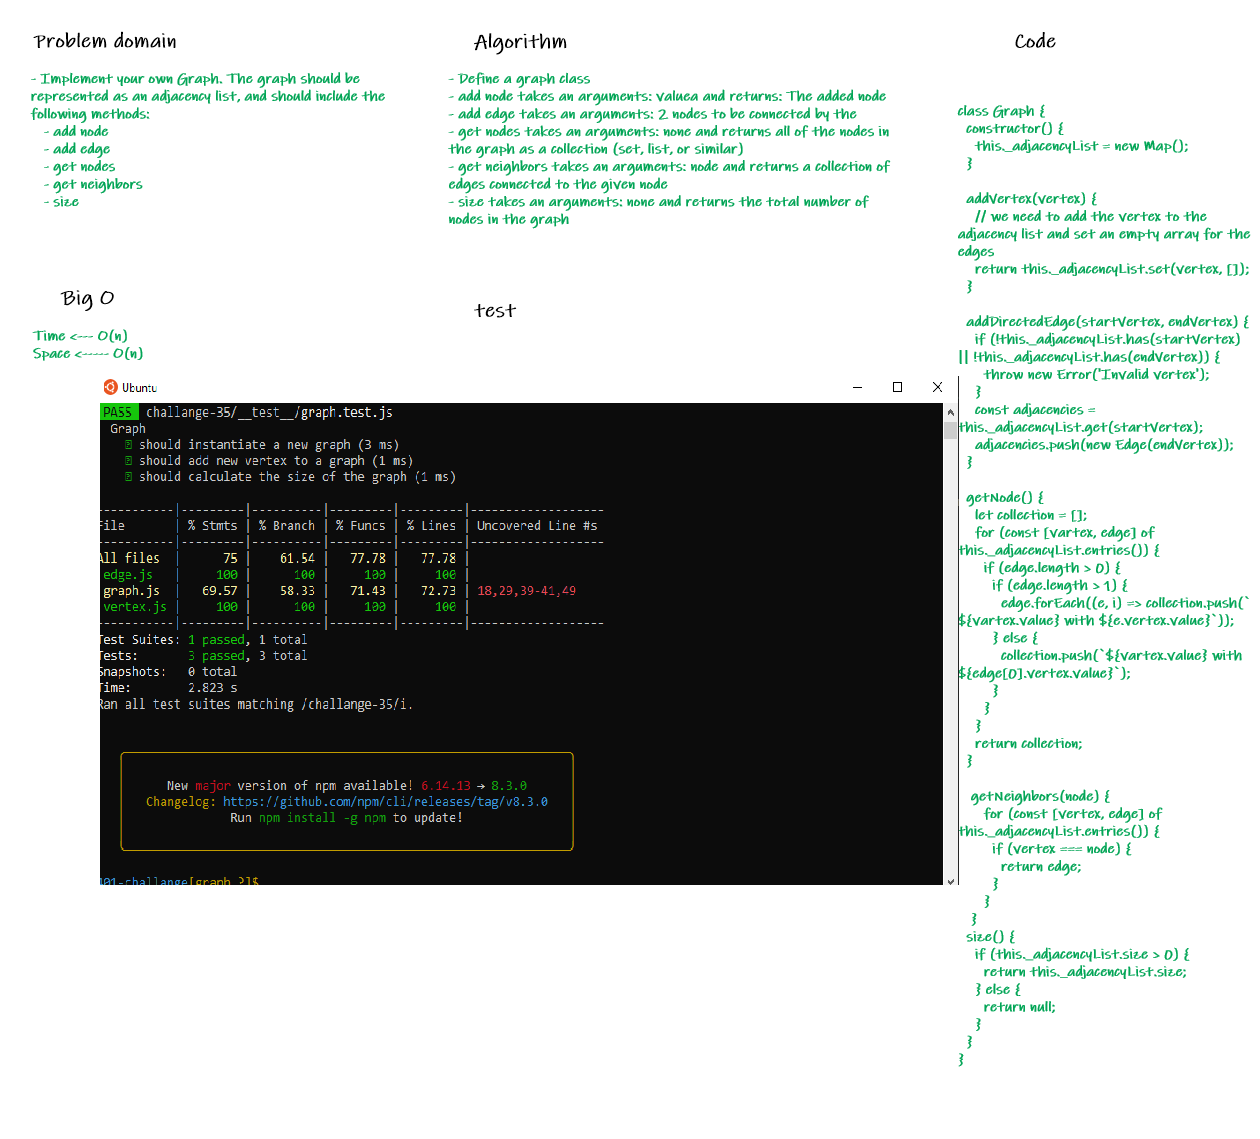 Problem domain
- Implement your own Graph. The graph should be
represented as an adjacency list, and should include the
following methods:
- add node
- add edge
- get nodes
- get neighbors
- size
Algorithm
- Define a graph class
- add node takes an arguments: valuea and returns: The added node
- add edge takes an arguments: 2 nodes to be connected by the
- get nodes takes an arguments: none and returns all of the nodes in
the graph as a collection (set, list, or similar)
- get neighbors takes an arguments: node and returns a collection of
edges connected to the given node
- size takes an arguments: none and returns the total number of
nodes in the graph
Big O
Time <--- O(n)
Space <----- O(n)
test
Ubuntu
PASS challange-35/__test__/graph.test.js
Graph
should instantiate a new graph (3 ms)
should add new vertex to a graph (1 ms)
should calculate the size of the graph (1 ms)
----------|---------|----------|---------|---------|-------------------
File | % Stmts | % Branch | % Funcs | % Lines | Uncovered Line #s
----------|---------|----------|---------|---------|-------------------
All files | 75 | 61.54 | 77.78 | 77.78 |
edge.js | 100 | 100 | 100 | 100 |
graph.js | 69.57 | 58.33 | 71.43 | 72.73 | 18,29,39-41,49
vertex.js | 100 | 100 | 100 | 100 |
----------|---------|----------|---------|---------|-------------------
Test Suites: 1 passed, 1 total
Tests: 3 passed, 3 total
Snapshots: 0 total
Time: 2.823 s
Ran all test suites matching /challange-35/i.
New major version of npm available! 6.14.13 → 8.3.0
Changelog: https://github.com/npm/cli/releases/tag/v8.3.0
Run npm install -g npm to update!
401-challange[graph ?]$
Code
class Graph {
constructor() {
this._adjacencyList = new Map();
}
addVertex(vertex) {
// we need to add the vertex to the
adjacency list and set an empty array for the
edges
return this._adjacencyList.set(vertex, []);
}
addDirectedEdge(startVertex, endVertex) {
if (!this._adjacencyList.has(startVertex)
|| !this._adjacencyList.has(endVertex)) {
throw new Error('Invalid vertex');
}
const adjacencies =
this._adjacencyList.get(startVertex);
adjacencies.push(new Edge(endVertex));
}
getNode() {
let collection = [];
for (const [vartex, edge] of
this._adjacencyList.entries()) {
if (edge.length > 0) {
if (edge.length > 1) {
edge.forEach((e, i) => collection.push(`
${vartex.value} with ${e.vertex.value}`));
} else {
collection.push(`${vartex.value} with
${edge[0].vertex.value}`);
}
}
}
return collection;
}
getNeighbors(node) {
for (const [vertex, edge] of
this._adjacencyList.entries()) {
if (vertex === node) {
return edge;
}
}
}
size() {
if (this._adjacencyList.size > 0) {
return this._adjacencyList.size;
} else {
return null;
}
}
}